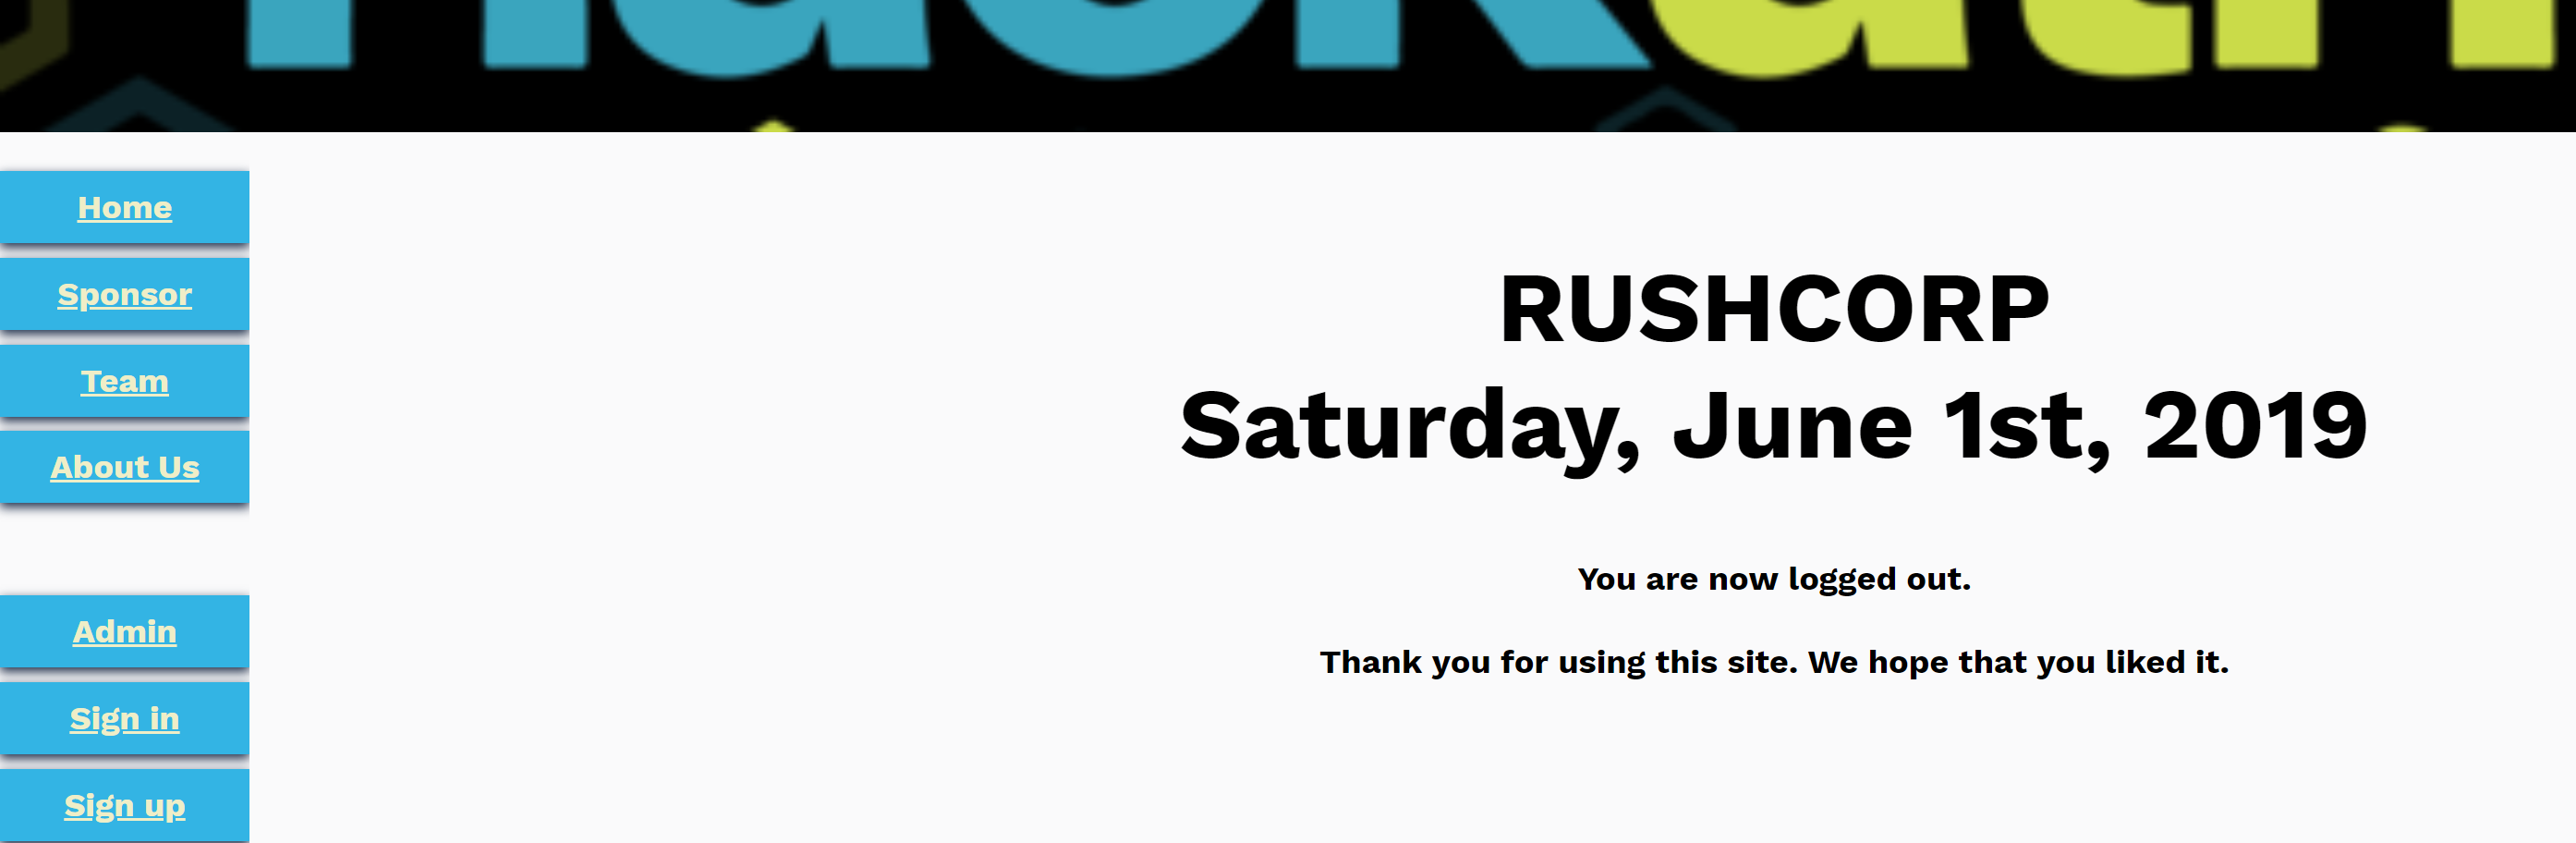 Home
Sponsor
Team
About Us
Admin
Sign in
Sign up
RUSHCORP
Saturday, June 1st, 2019
You are now logged out.
Thank you for using this site. We hope that you liked it.